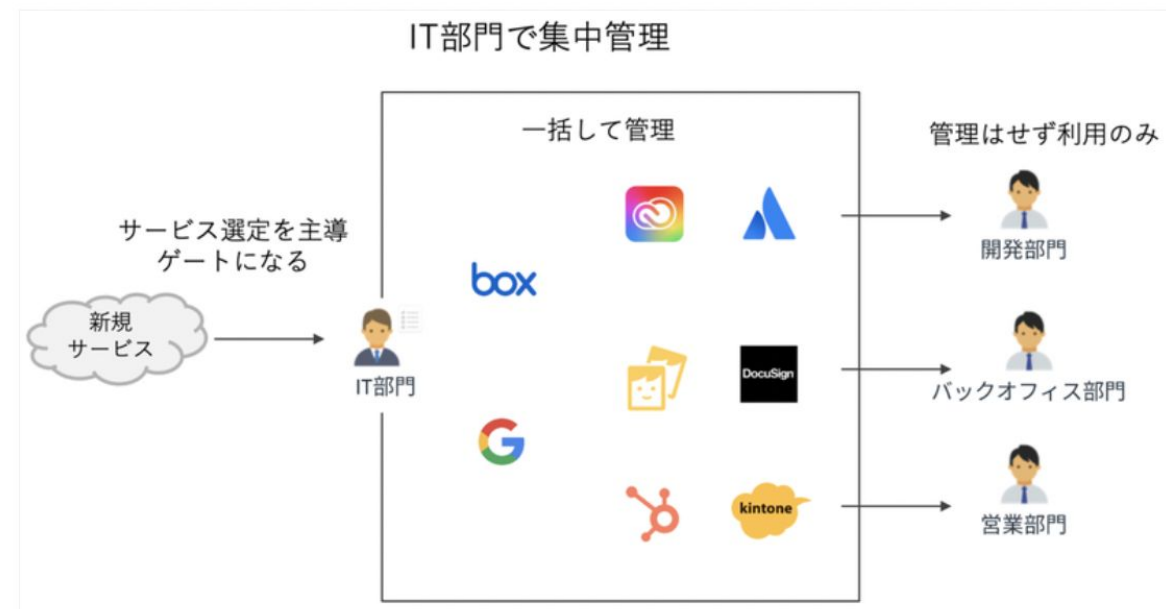 IT部門で集中管理
一括して管理
管理はせず利用のみ
サービス選定を主導
ゲートになる
新規
サービス
IT部門
box
DocuSign
kintone
開発部門
バックオフィス部門
営業部門